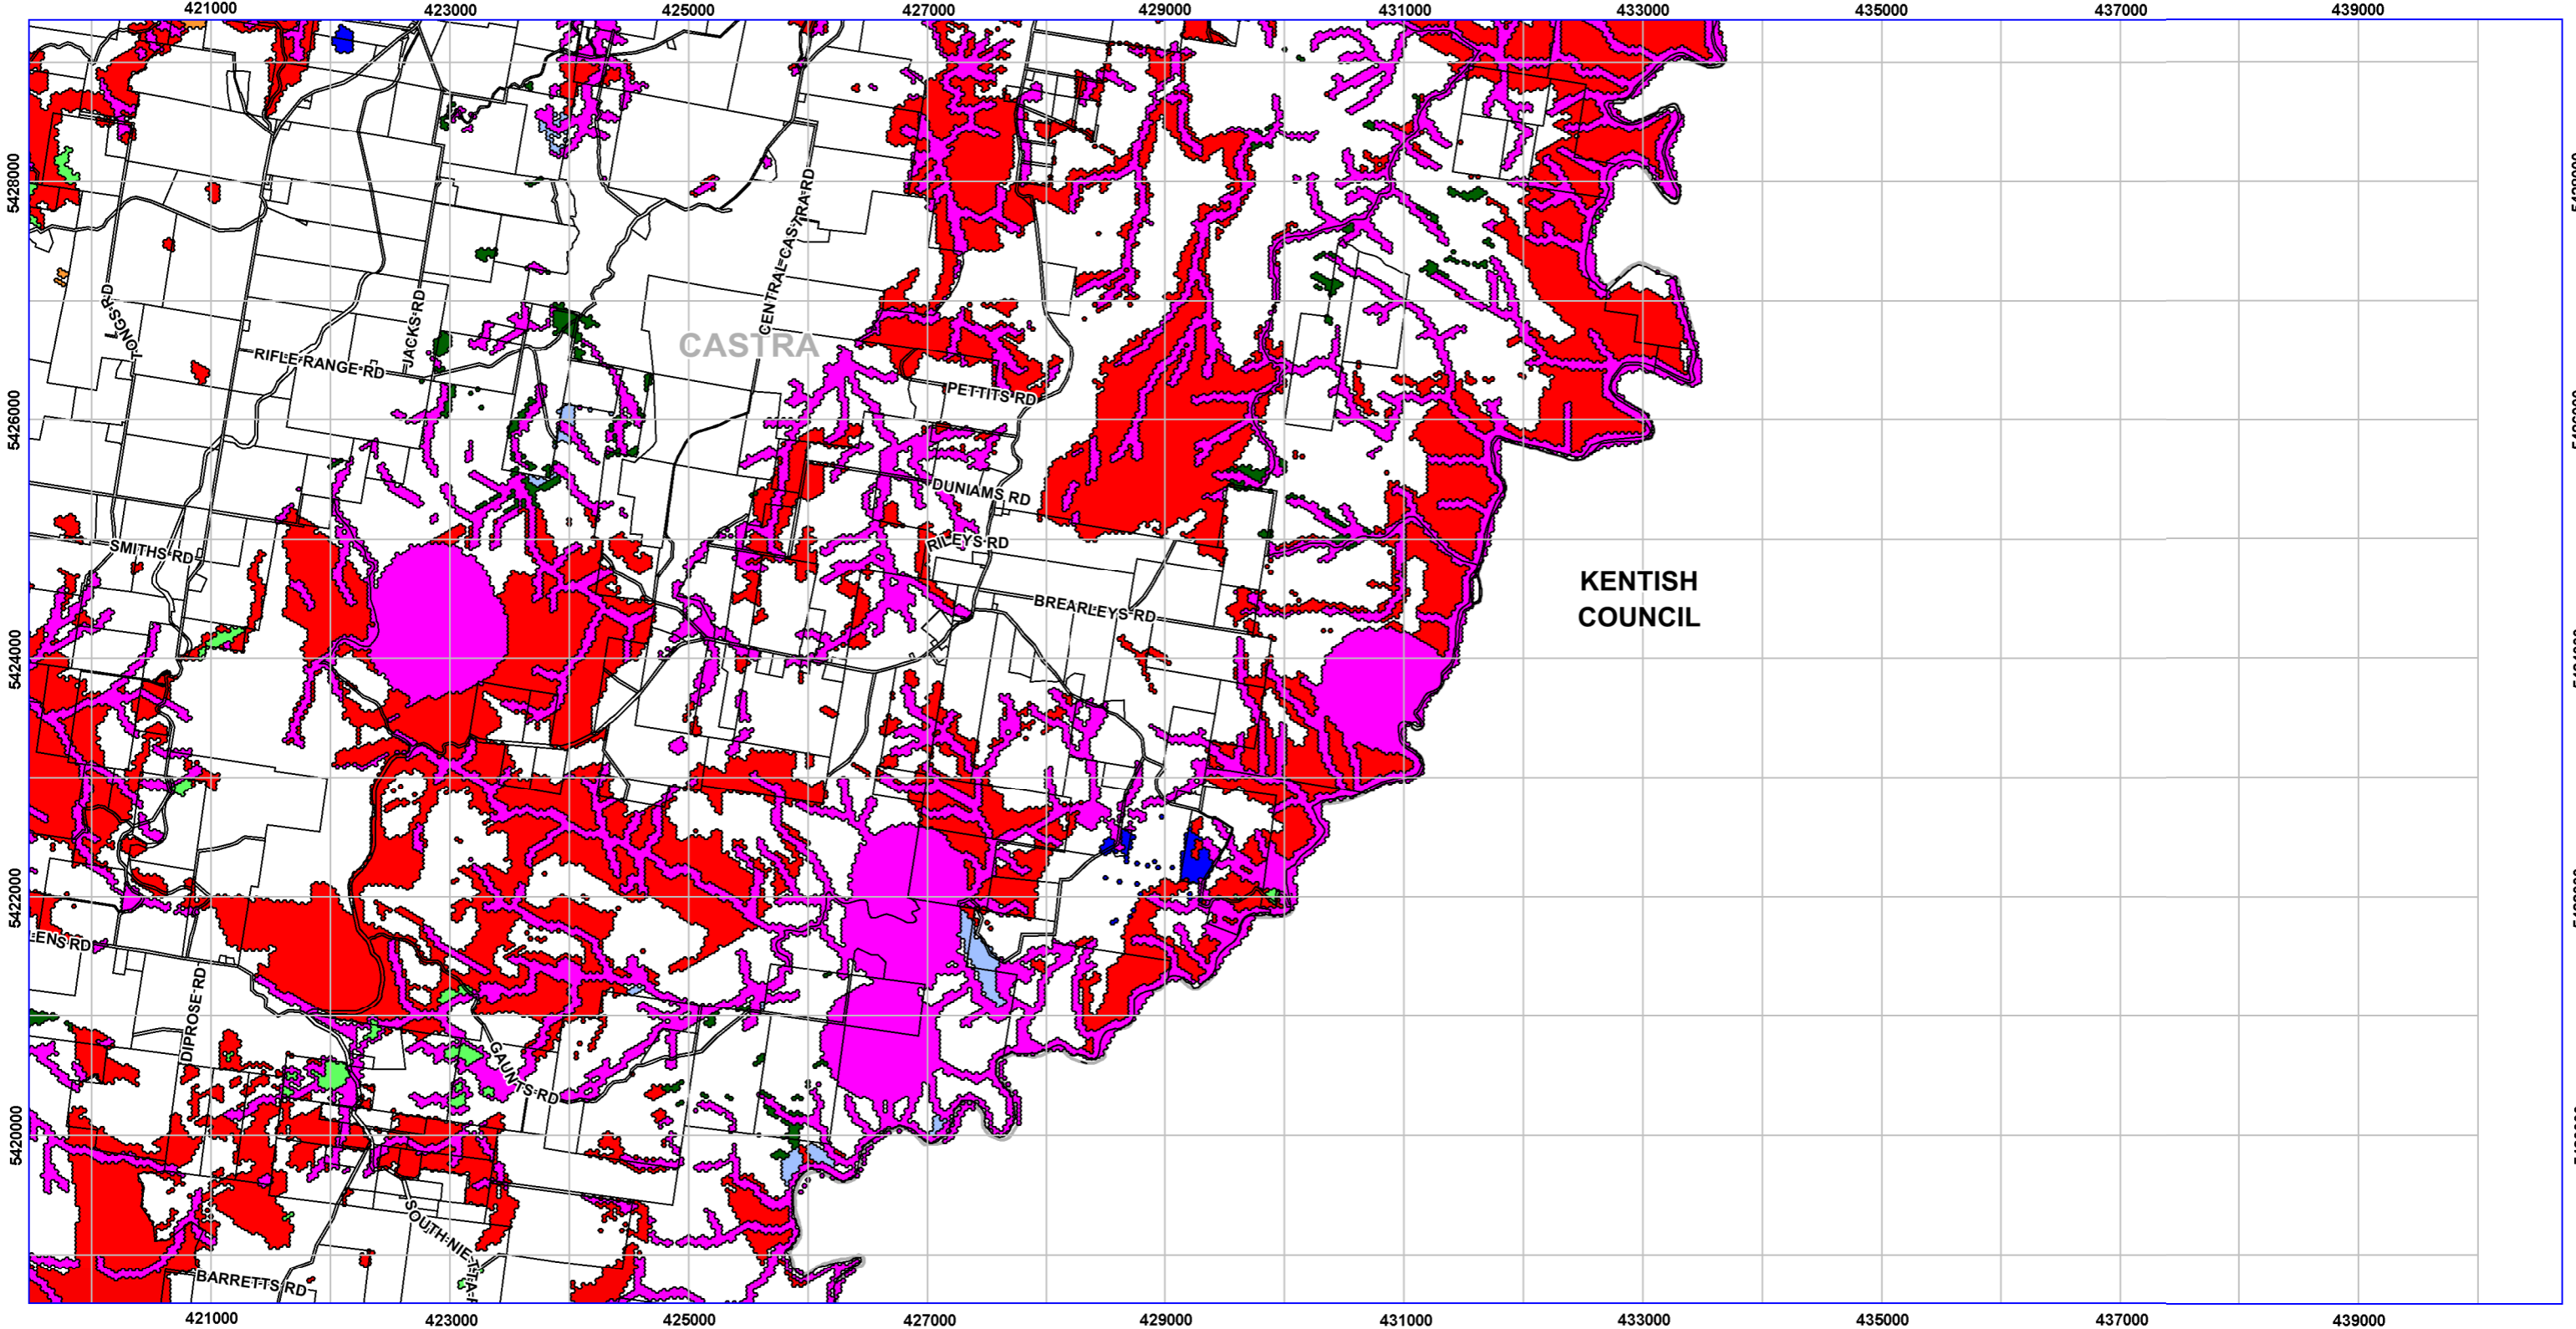 421000 423000 425000 427000 429000 431000 433000 435000 437000 439000
5428000
CENTRAL CASTRA RD
LONGS RD
JACKS RD
CASTRA
RIFLE RANGE RD
PETTITS RD
5426000
DUNIAMS RD
SMITHS RD
RILEYS RD
KENTISH
COUNCIL
BREARLEYS RD
5424000
5422000
LENS RD
DIPROSE RD
GAUNTS RD
5420000
SOUTH NIETTA
BARRETTS RD
421000 423000 425000 427000 429000 431000 433000 435000 437000 439000